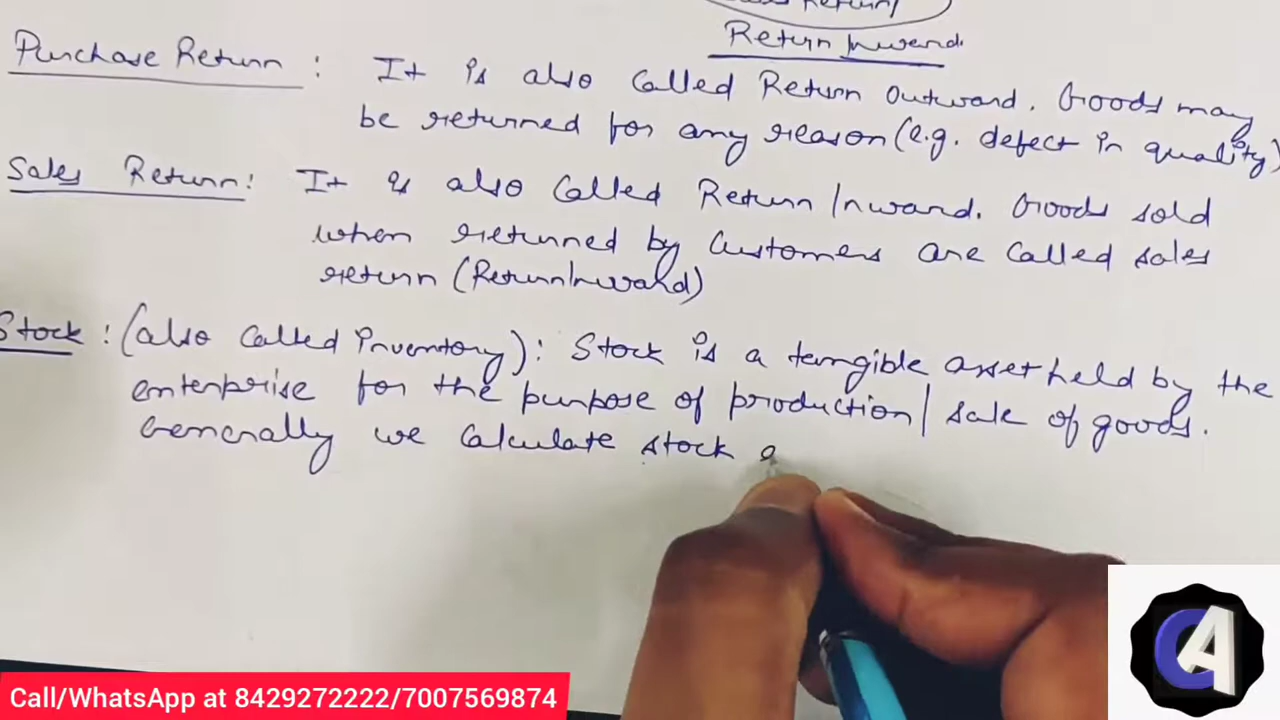 Sales Return/
Return Inward.
Purchase Return : It is also Called Return Outward. Goods may
be returned for any reason (e.g. defect in quality)
Sales Return : It is also Called Return Inward. Goods sold
when returned by Customers are Called sales
return (Return Inward)
Stock : (also Called Inventory) : Stock is a tangible asset held by the
enterprise for the purpose of production/sale of goods.
Generally we Calculate stock
Call/WhatsApp at 8429272222/7007569874
CA